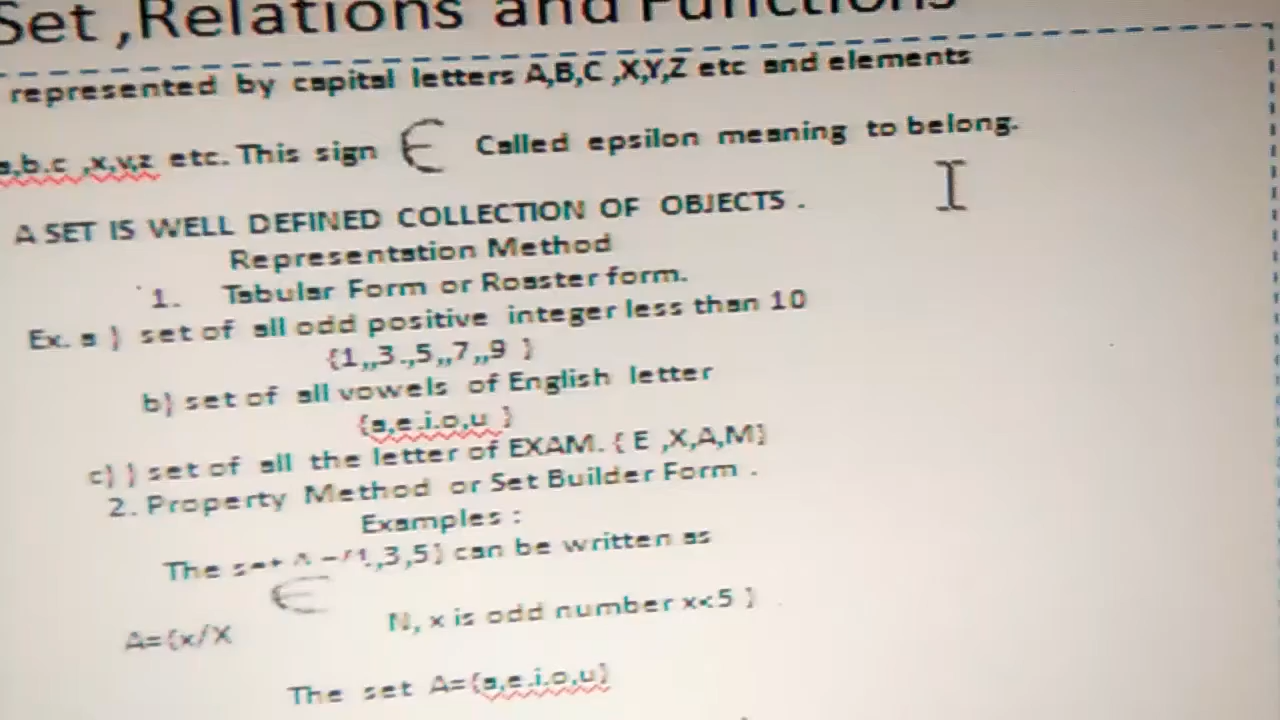 Set ,Relations and Functions
represented by capital letters A,B,C ,X,Y,Z etc and elements
a,b.c ,x,y,z etc. This sign ∈ Called epsilon meaning to belong.
A SET IS WELL DEFINED COLLECTION OF OBJECTS .
Representation Method
1. Tabular Form or Roaster form.
Ex. a } set of all odd positive integer less than 10
{1,,3.,5,,7,,9 }
b} set of all vowels of English letter
{a,e.i.o,u }
c) } set of all the letter of EXAM. { E ,X,A,M}
2. Property Method or Set Builder Form .
Examples :
The set A ={1,3,5} can be written as
A={x/X ∈ N, x is odd number x<5 }
The set A={a,e.i.o,u}